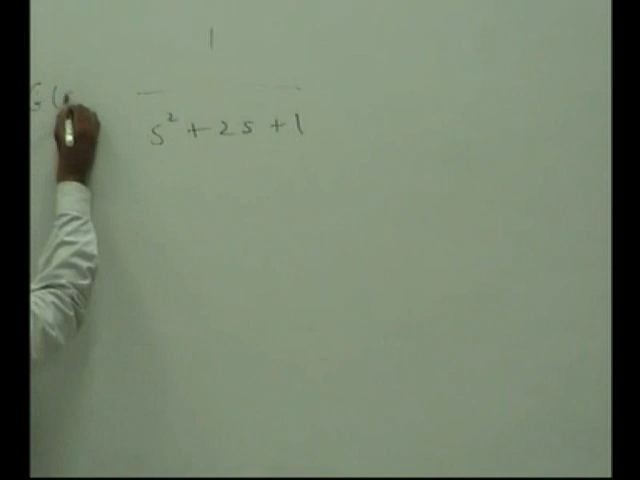 1
G(s
s² + 2s + 1